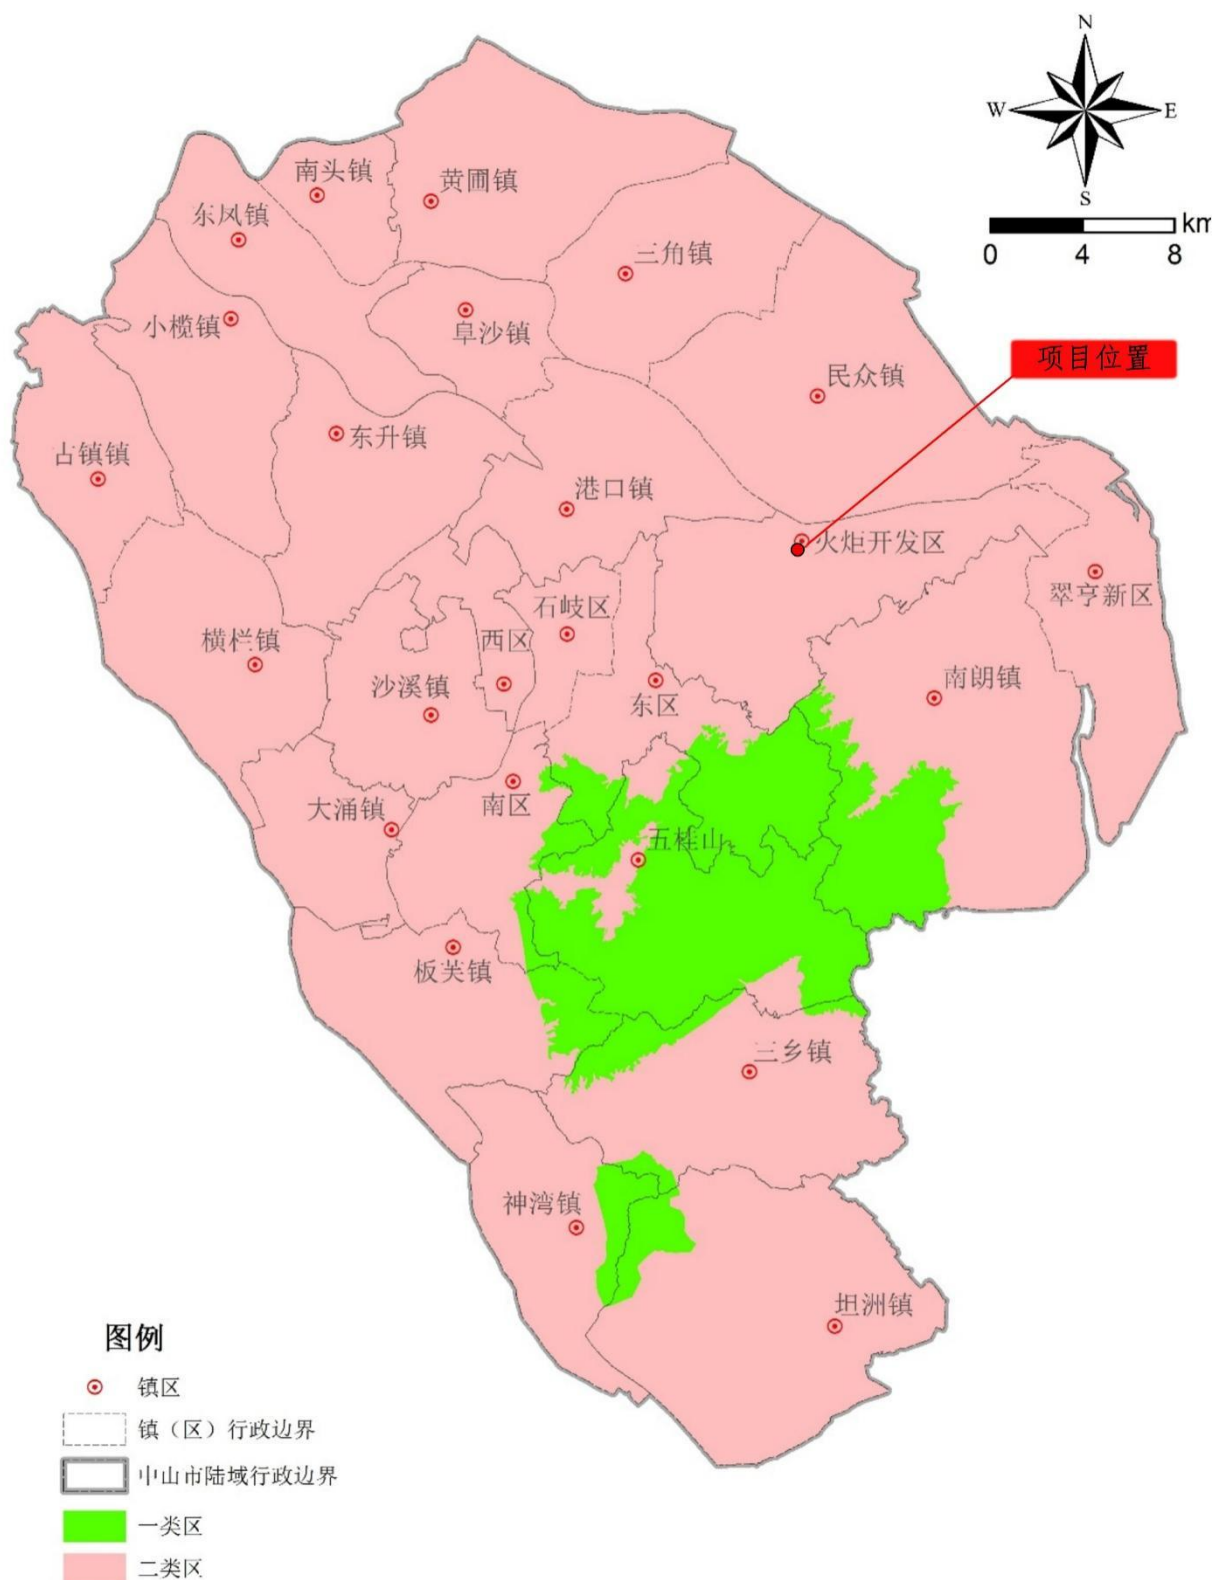 N
W
E
S
km
0
4
8
南头镇
黄圃镇
东凤镇
三角镇
小榄镇
阜沙镇
项目位置
民众镇
东升镇
古镇镇
港口镇
火炬开发区
翠亨新区
石岐区
西区
横栏镇
沙溪镇
南朗镇
东区
南区
大涌镇
五桂山
板芙镇
三乡镇
神湾镇
坦洲镇
图例
镇区
镇（区）行政边界
中山市陆域行政边界
一类区
二类区